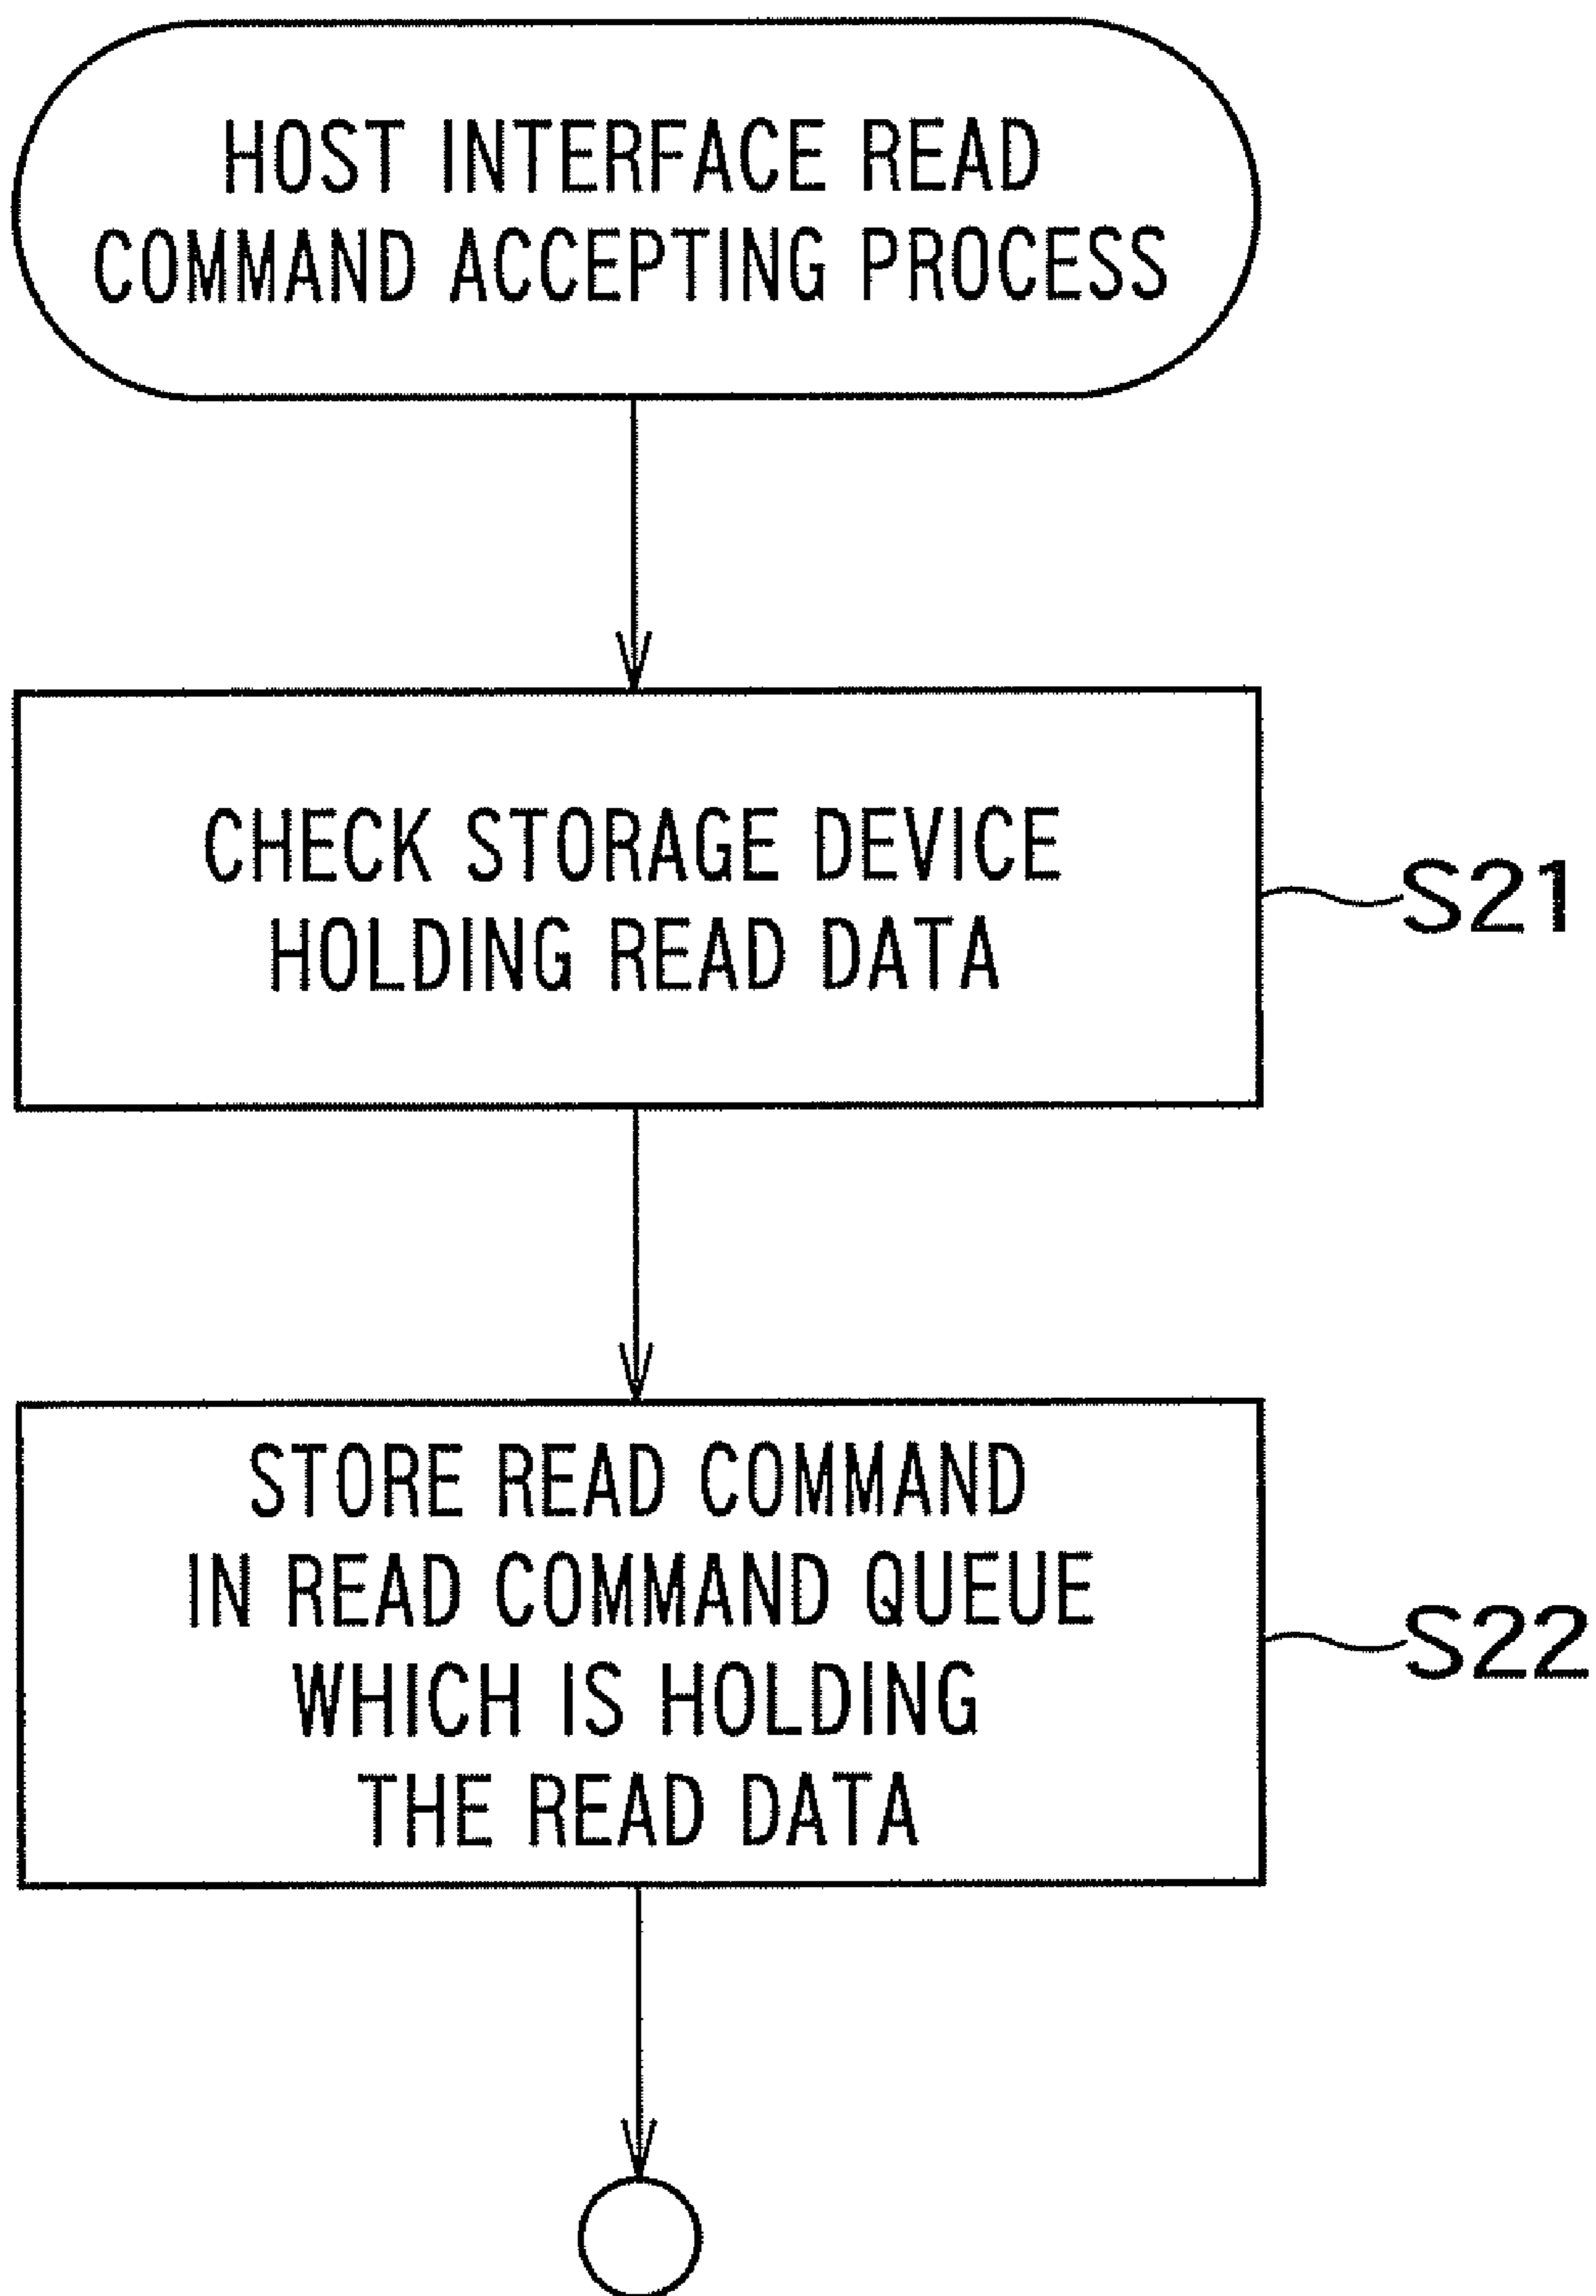 HOST INTERFACE READ
COMMAND ACCEPTING PROCESS
CHECK STORAGE DEVICE
HOLDING READ DATA
S21
STORE READ COMMAND
IN READ COMMAND QUEUE
WHICH IS HOLDING
THE READ DATA
S22